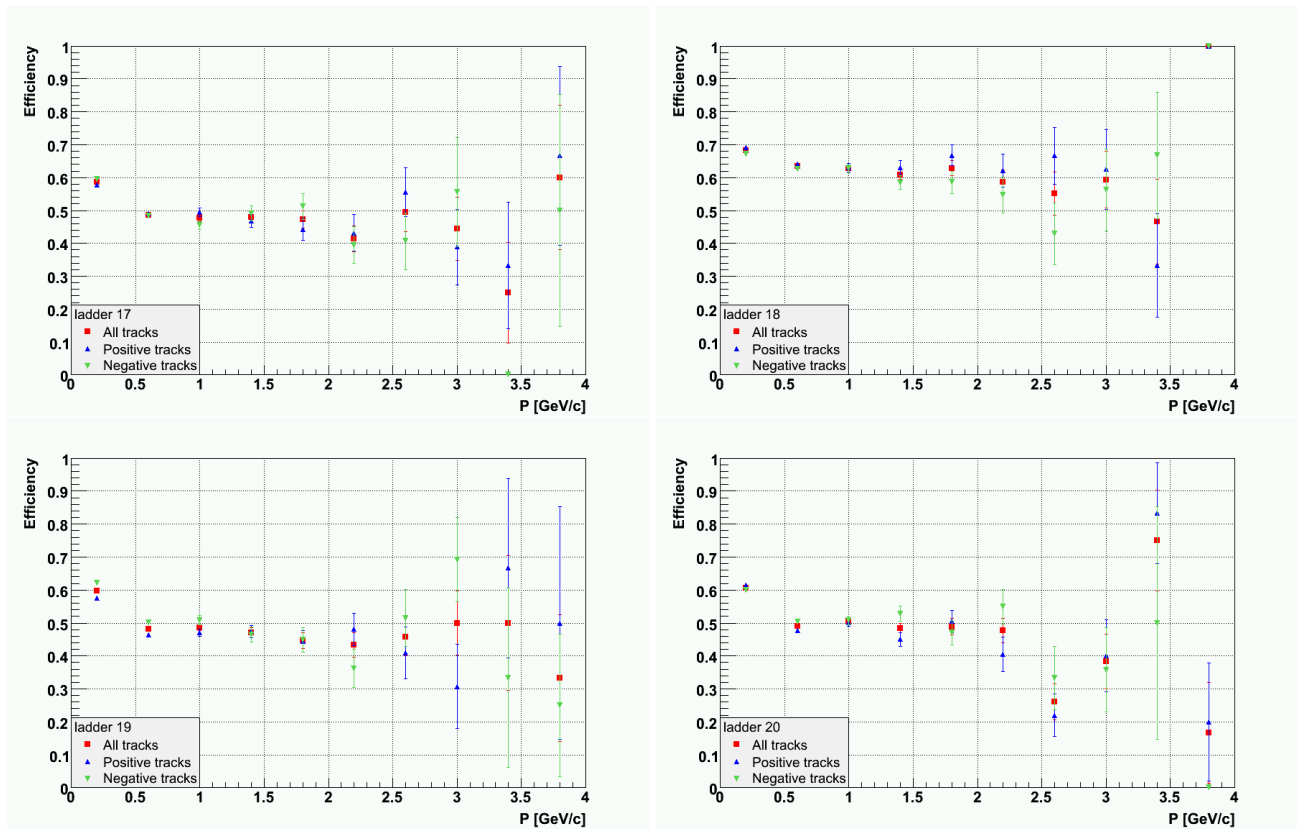 Efficiency
1
0.9
0.8
0.7
0.6
0.5
0.4
0.3
0.2
0.1
0
ladder 17
All tracks
Positive tracks
Negative tracks
0 0.5 1 1.5 2 2.5 3 3.5 4
P [GeV/c]
Efficiency
1
0.9
0.8
0.7
0.6
0.5
0.4
0.3
0.2
0.1
0
ladder 18
All tracks
Positive tracks
Negative tracks
0 0.5 1 1.5 2 2.5 3 3.5 4
P [GeV/c]
Efficiency
1
0.9
0.8
0.7
0.6
0.5
0.4
0.3
0.2
0.1
0
ladder 19
All tracks
Positive tracks
Negative tracks
0 0.5 1 1.5 2 2.5 3 3.5 4
P [GeV/c]
Efficiency
1
0.9
0.8
0.7
0.6
0.5
0.4
0.3
0.2
0.1
0
ladder 20
All tracks
Positive tracks
Negative tracks
0 0.5 1 1.5 2 2.5 3 3.5 4
P [GeV/c]